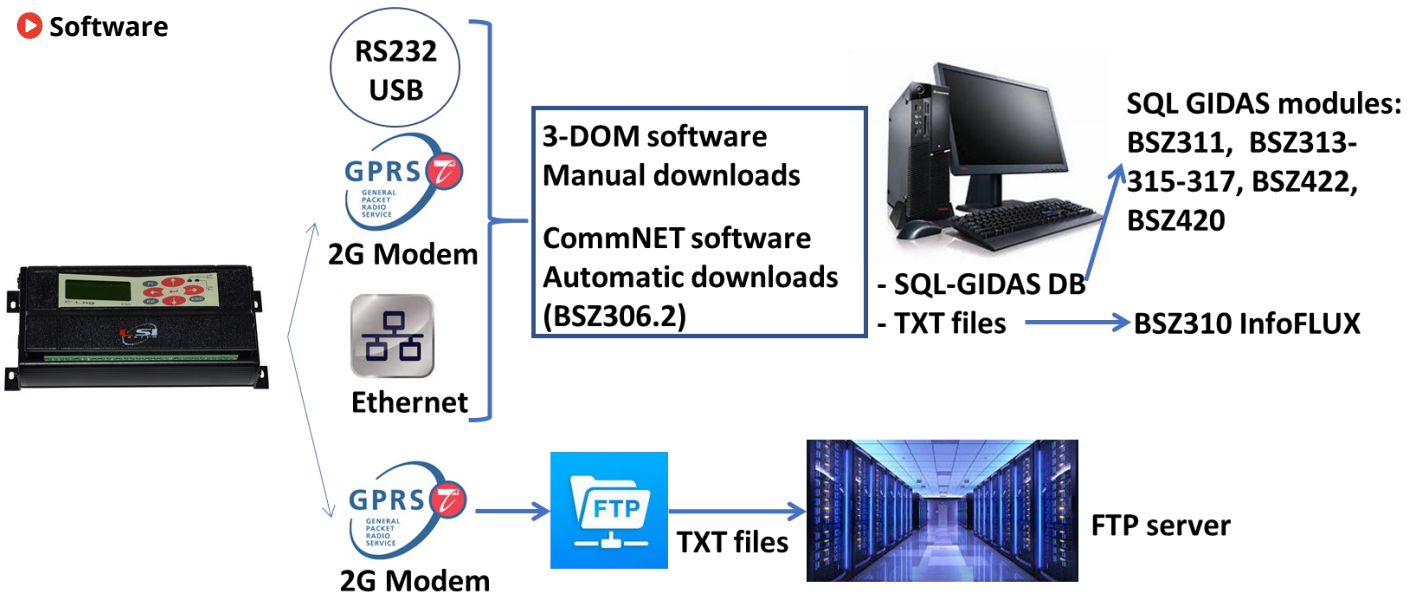 Software
RS232
USB
GPRS
GENERAL
PACKET
RADIO
SERVICE
2G Modem
Ethernet
3-DOM software
Manual downloads
CommNET software
Automatic downloads
(BSZ306.2)
- SQL-GIDAS DB
- TXT files
SQL GIDAS modules:
BSZ311, BSZ313-
315-317, BSZ422,
BSZ420
BSZ310 InfoFLUX
GPRS
GENERAL
PACKET
RADIO
SERVICE
2G Modem
FTP
TXT files
FTP server